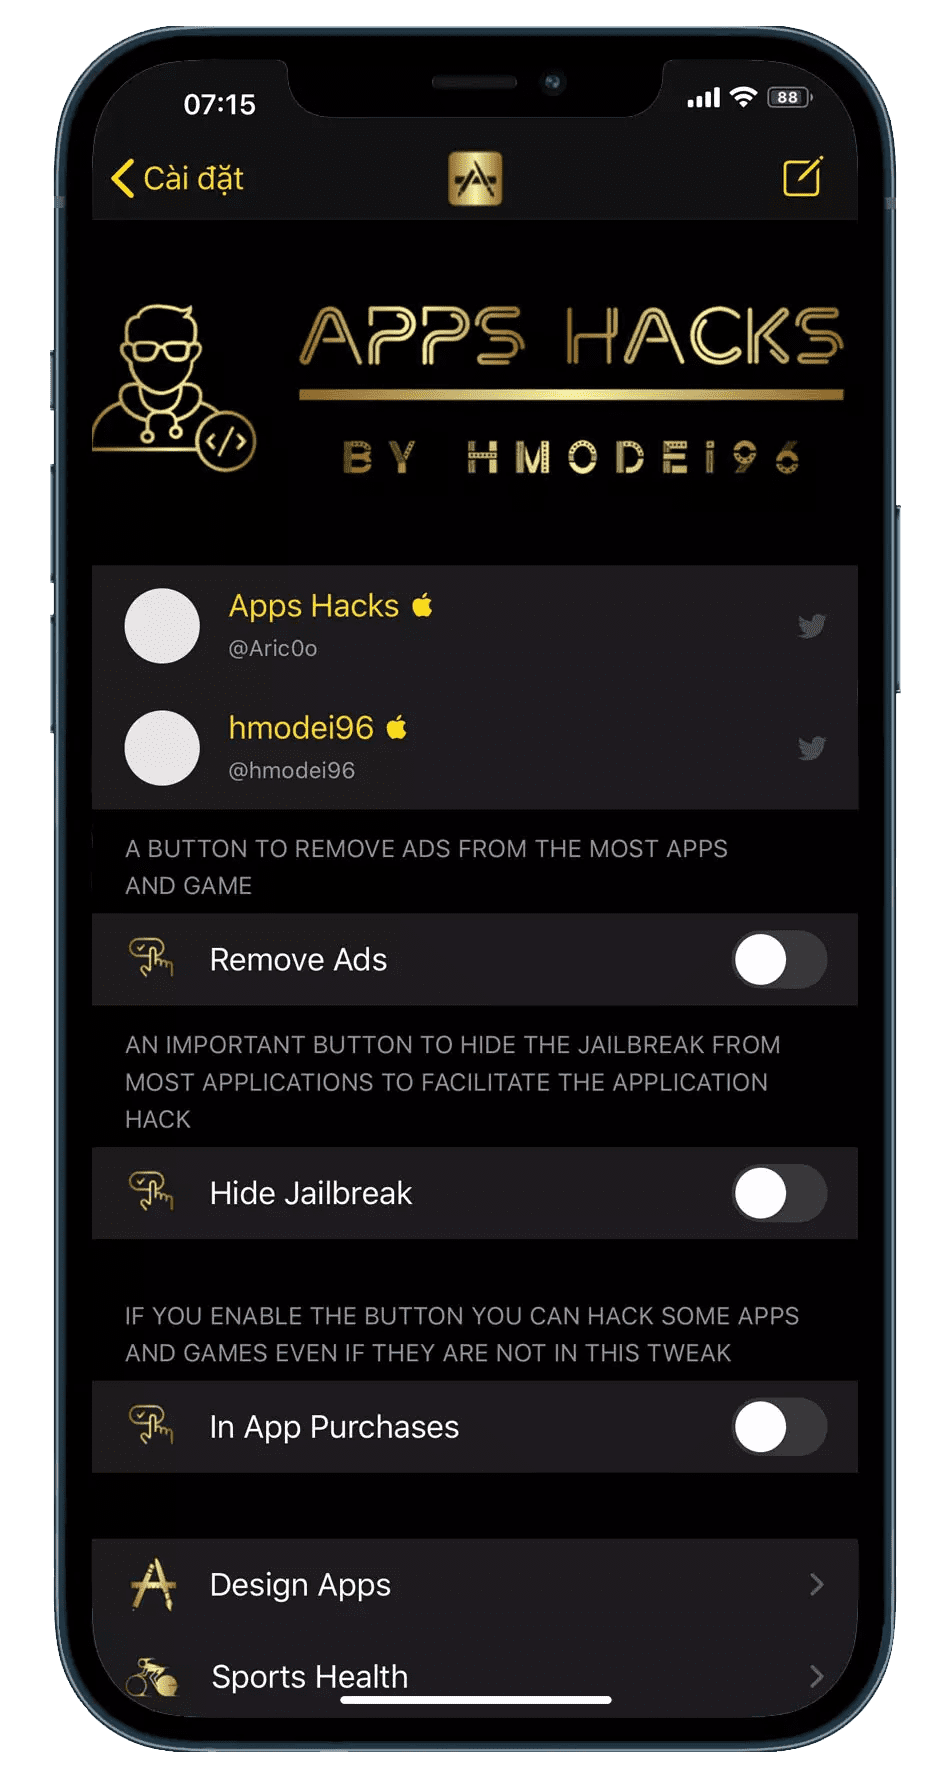 07:15
88
Cài đặt
APPS HACKS
BY HMODEi96
Apps Hacks
@Aric0o
hmodei96
@hmodei96
A BUTTON TO REMOVE ADS FROM THE MOST APPS
AND GAME
Remove Ads
AN IMPORTANT BUTTON TO HIDE THE JAILBREAK FROM
MOST APPLICATIONS TO FACILITATE THE APPLICATION
HACK
Hide Jailbreak
IF YOU ENABLE THE BUTTON YOU CAN HACK SOME APPS
AND GAMES EVEN IF THEY ARE NOT IN THIS TWEAK
In App Purchases
Design Apps
Sports Health